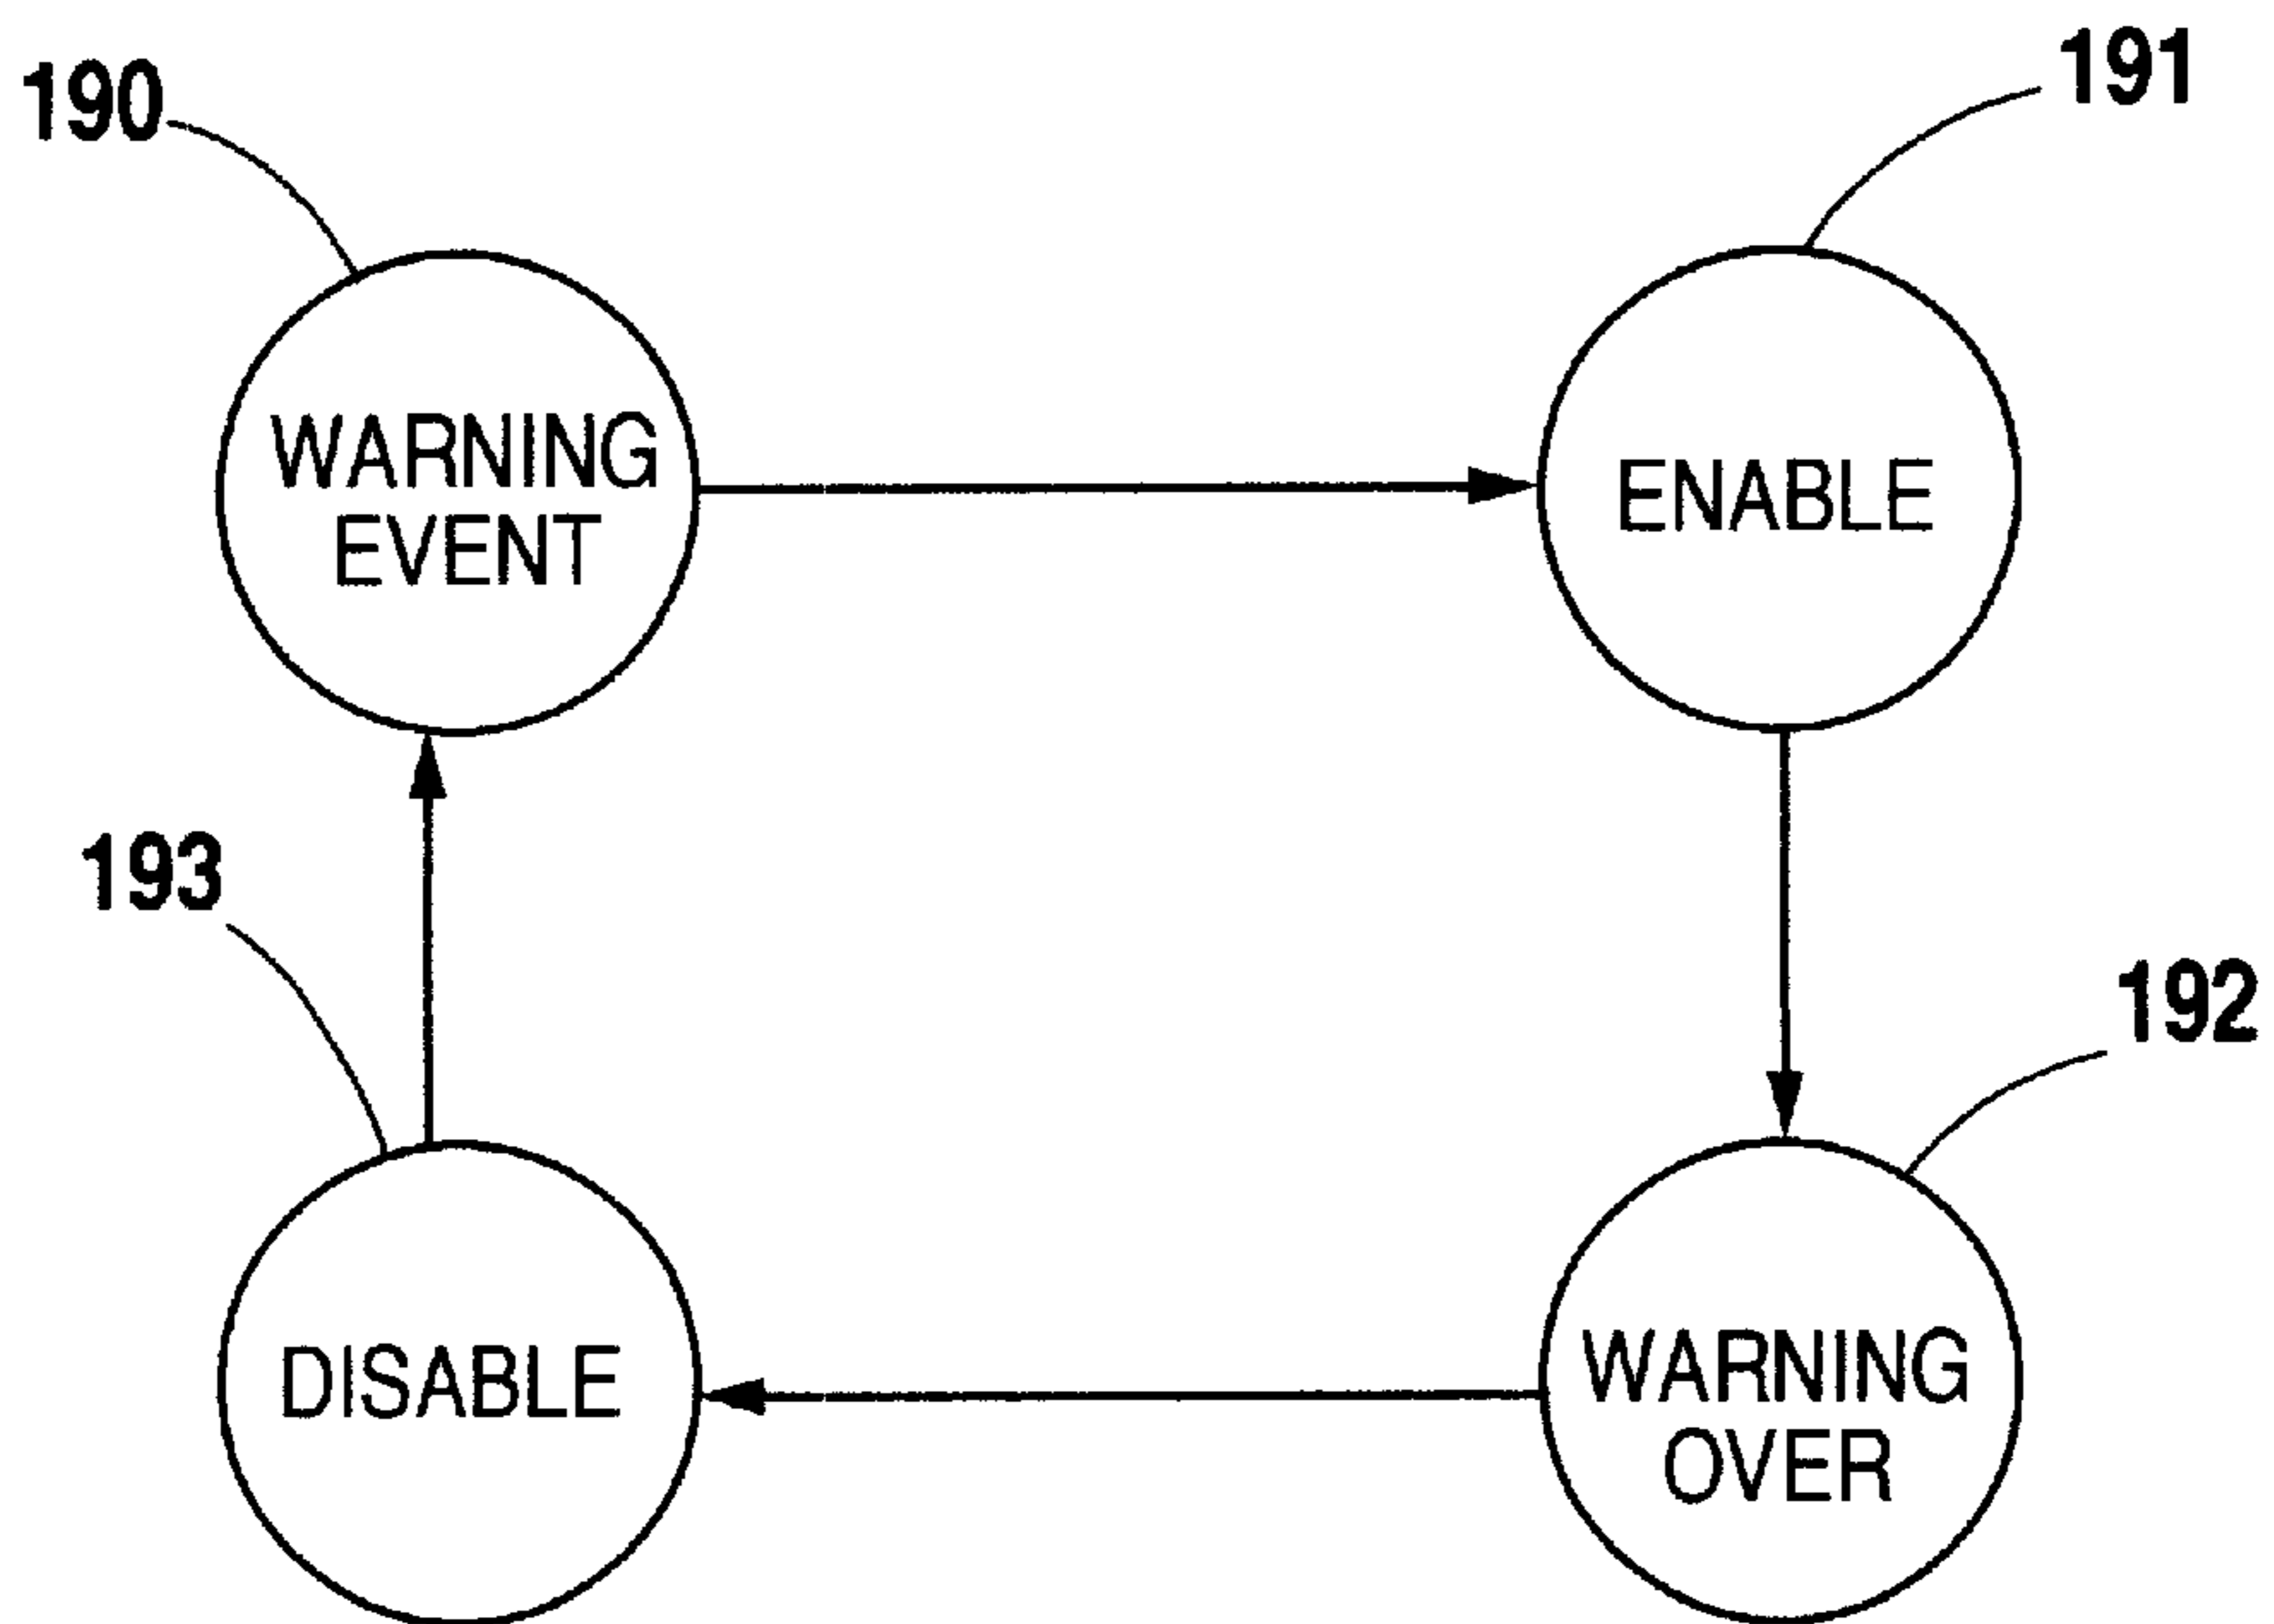 190
191
WARNING
EVENT
ENABLE
193
192
DISABLE
WARNING
OVER